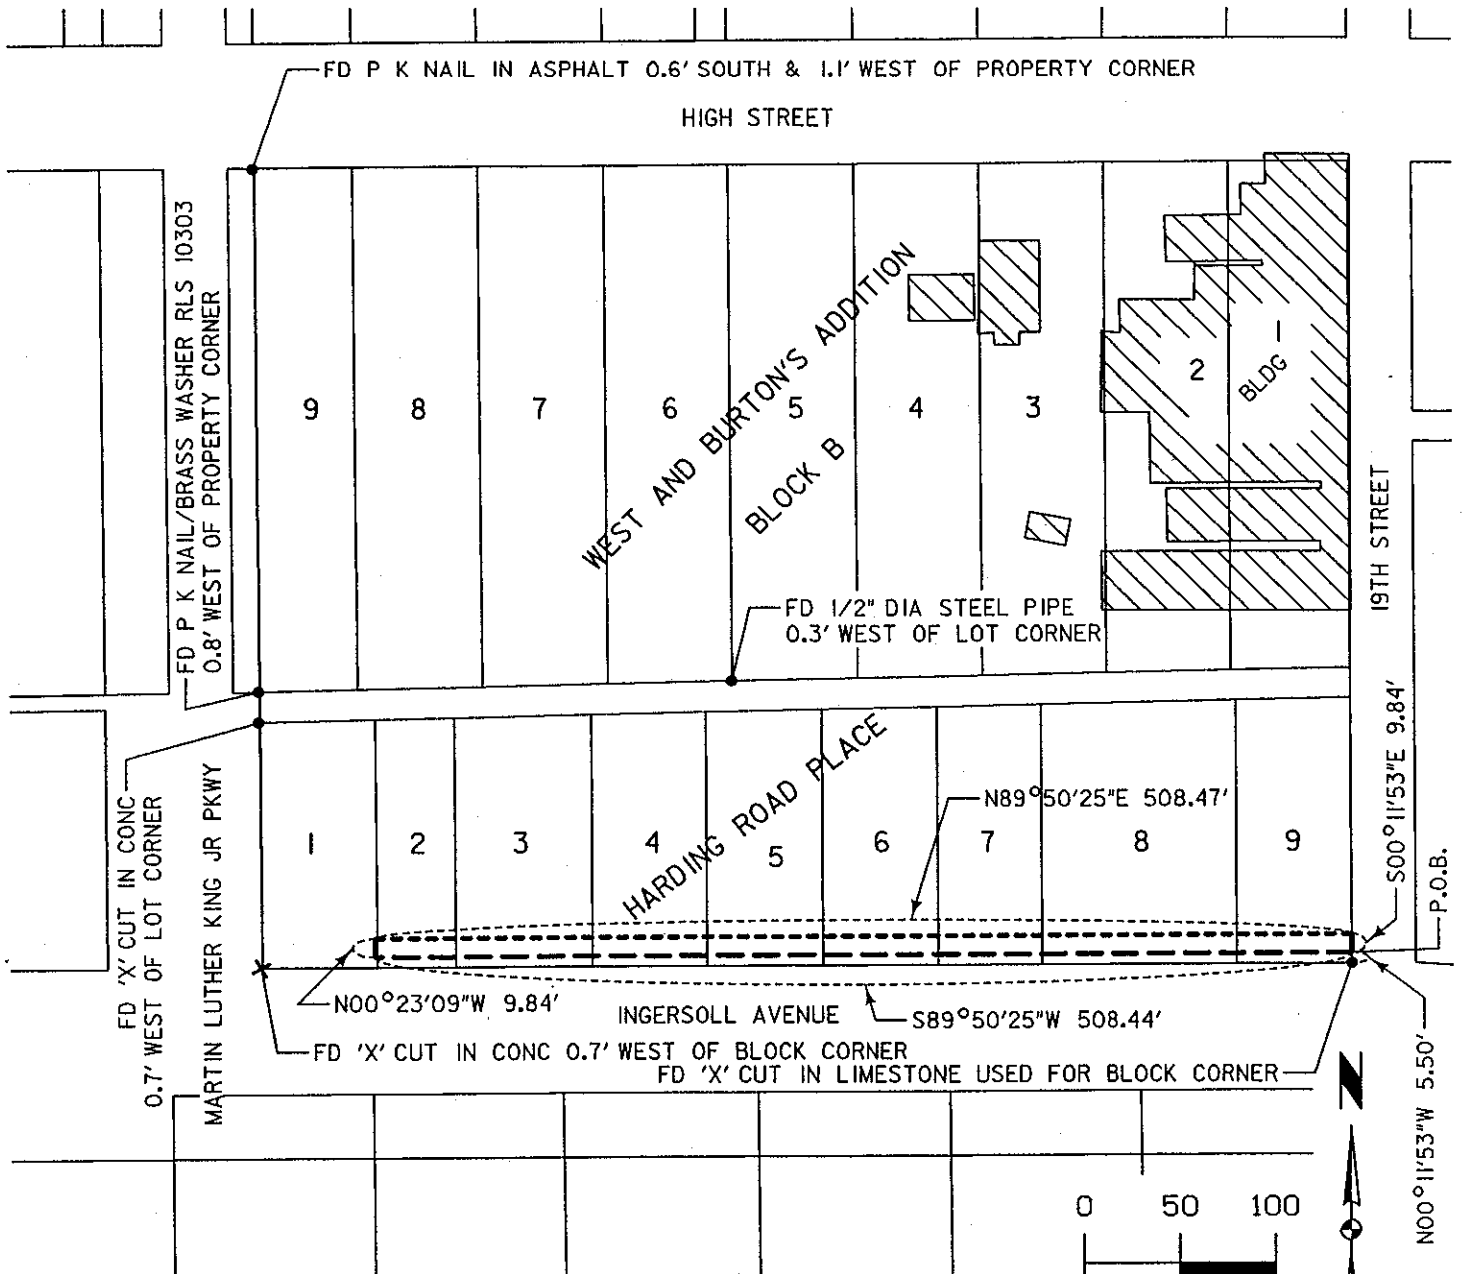 FD P K NAIL IN ASPHALT 0.6' SOUTH & 1.1' WEST OF PROPERTY CORNER
HIGH STREET
FD P K NAIL/BRASS WASHER RLS 10303
0.8' WEST OF PROPERTY CORNER
WEST AND BURTON'S ADDITION
BLOCK B
9
8
7
6
5
4
3
2
1
BLDG
19TH STREET
FD 1/2" DIA STEEL PIPE
0.3' WEST OF LOT CORNER
FD 'X' CUT IN CONC
0.7' WEST OF LOT CORNER
MARTIN LUTHER KING JR PKWY
HARDING ROAD PLACE
1
2
3
4
5
6
7
8
9
N89°50'25"E 508.47'
S00°11'53"E 9.84'
P.O.B.
N00°23'09"W 9.84'
INGERSOLL AVENUE
S89°50'25"W 508.44'
FD 'X' CUT IN CONC 0.7' WEST OF BLOCK CORNER
FD 'X' CUT IN LIMESTONE USED FOR BLOCK CORNER
N00°11'53"W 5.50'
N
0 50 100